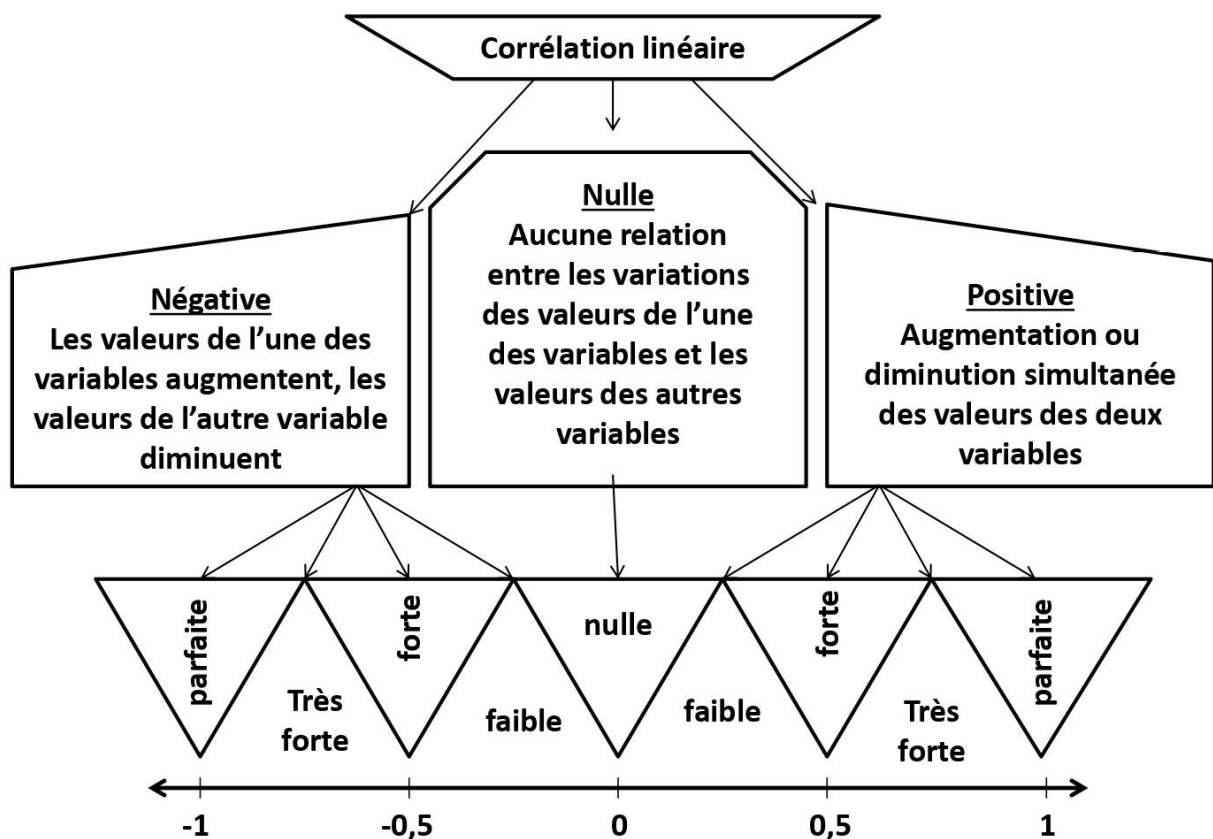 Corrélation linéaire
Négative
Les valeurs de l’une des
variables augmentent, les
valeurs de l’autre variable
diminuent
Nulle
Aucune relation
entre les variations
des valeurs de l’une
des variables et les
valeurs des autres
variables
Positive
Augmentation ou
diminution simultanée
des valeurs des deux
variables
parfaite
Très
forte
forte
faible
nulle
faible
forte
Très
forte
parfaite
-1
-0,5
0
0,5
1